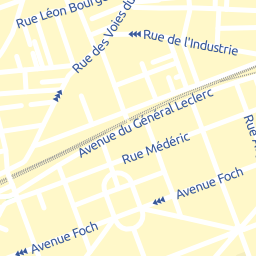 Rue Léon Bourge
Rue des Voies du
Rue de l'Industrie
Avenue du Général Leclerc
Rue Médéric
Avenue Foch
Avenue Foch